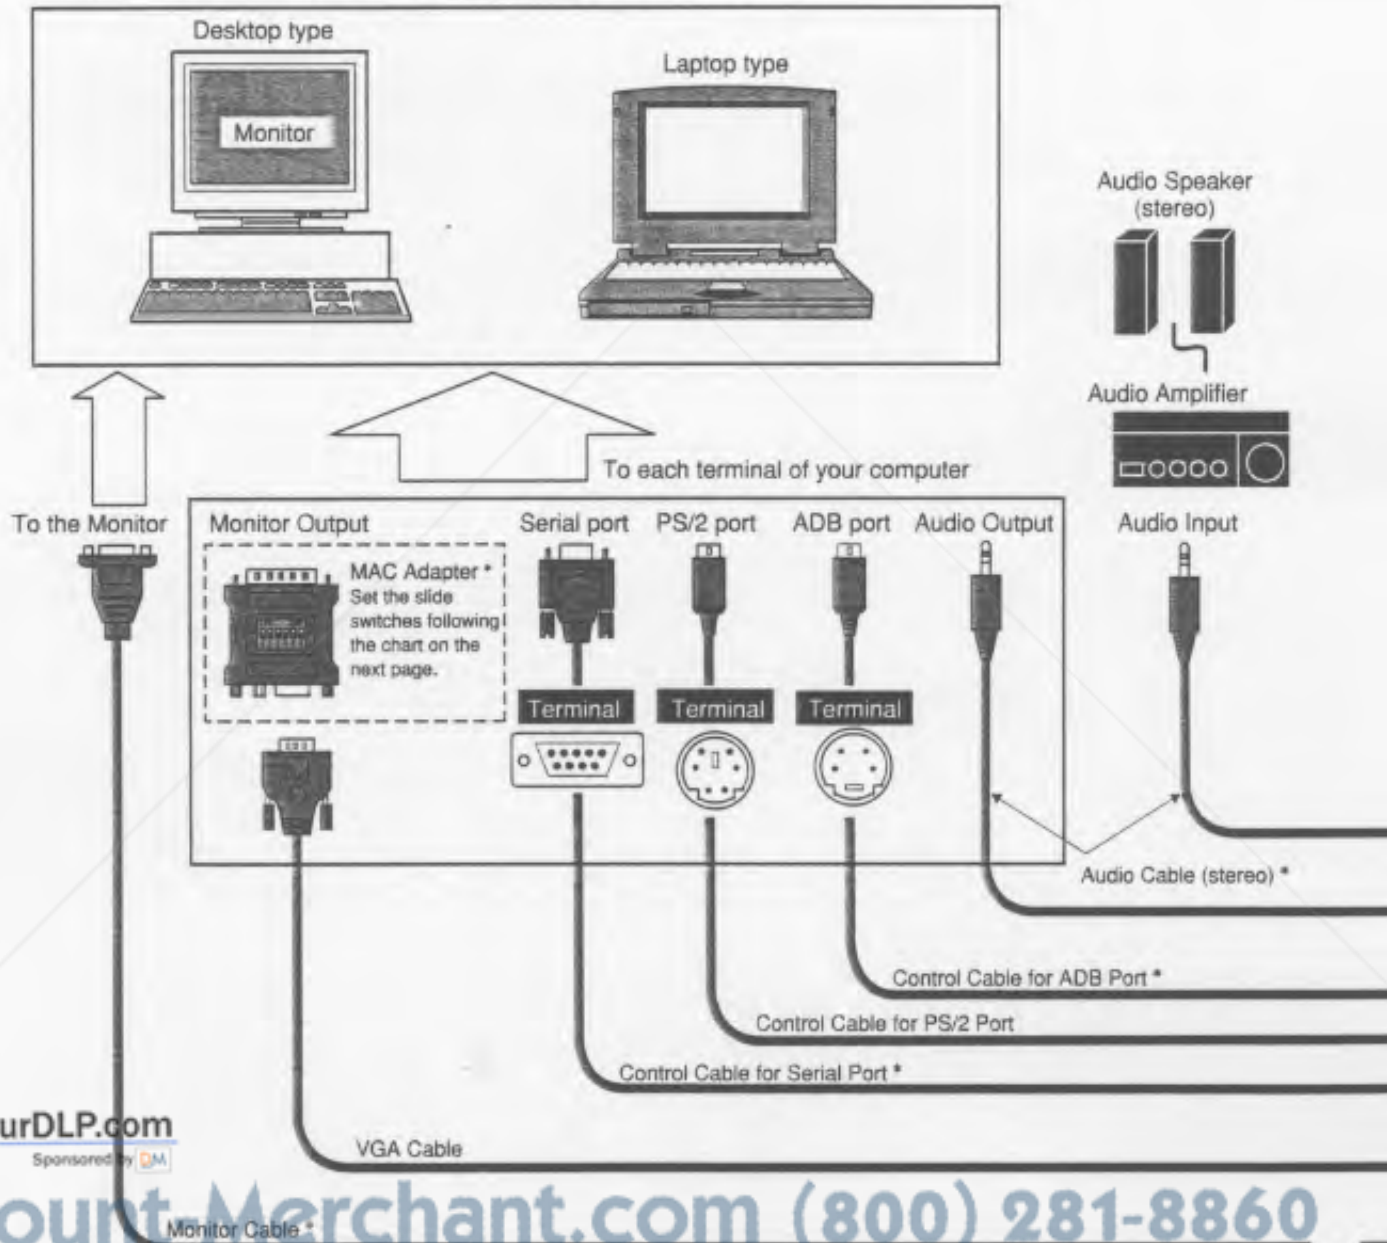 Desktop type
Laptop type
Monitor
Audio Speaker
(stereo)
Audio Amplifier
To each terminal of your computer
To the Monitor
Monitor Output
Serial port
PS/2 port
ADB port
Audio Output
Audio Input
MAC Adapter *
Set the slide
switches following
the chart on the
next page.
Terminal
Terminal
Terminal
Audio Cable (stereo) *
Control Cable for ADB Port *
Control Cable for PS/2 Port
Control Cable for Serial Port *
VGA Cable
urDLP.com
Sponsored by DM
ount-Merchant.com (800) 281-8860
Monitor Cable *